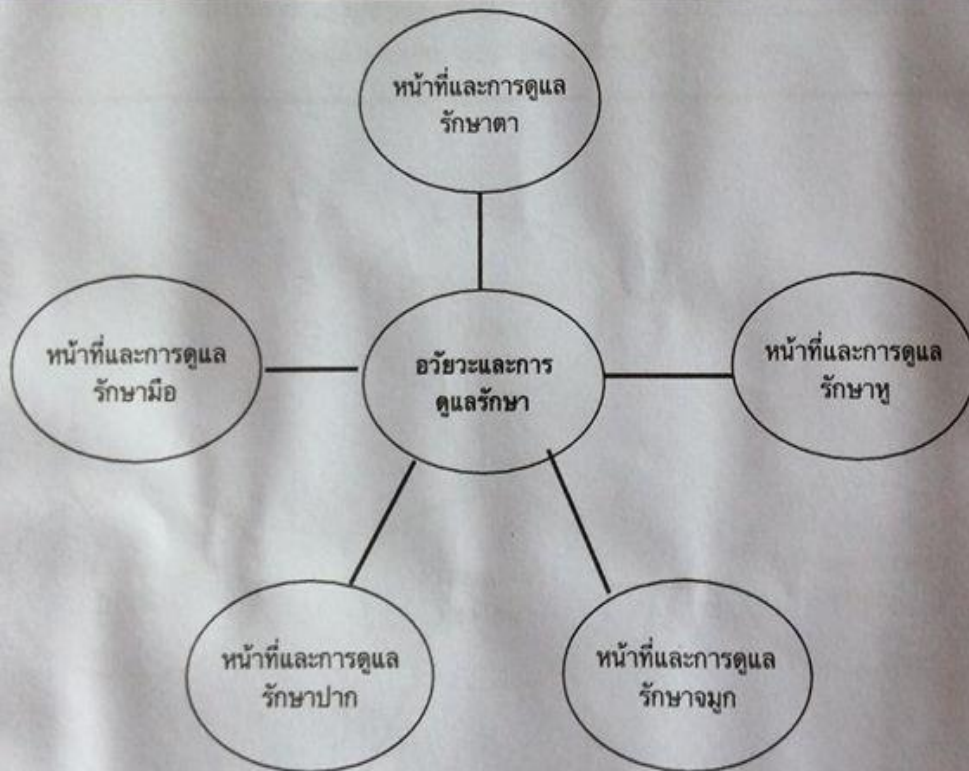 หน้าที่และการดูแล
รักษาตา
หน้าที่และการดูแล
รักษามือ
อวัยวะและการ
ดูแลรักษา
หน้าที่และการดูแล
รักษาหู
หน้าที่และการดูแล
รักษาปาก
หน้าที่และการดูแล
รักษาจมูก